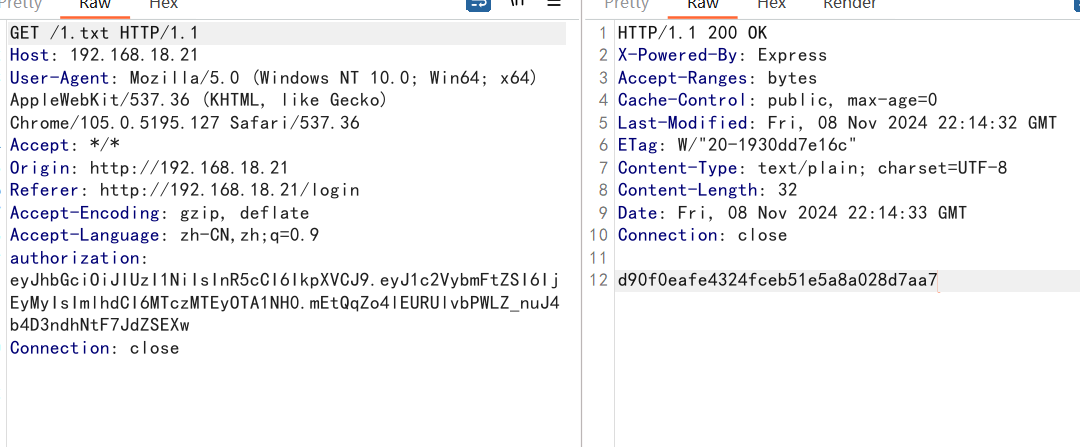 Pretty Raw Hex \n
GET /1.txt HTTP/1.1
Host: 192.168.18.21
User-Agent: Mozilla/5.0 (Windows NT 10.0; Win64; x64)
AppleWebKit/537.36 (KHTML, like Gecko)
Chrome/105.0.5195.127 Safari/537.36
Accept: */*
Origin: http://192.168.18.21
Referer: http://192.168.18.21/login
Accept-Encoding: gzip, deflate
Accept-Language: zh-CN,zh;q=0.9
authorization:
eyJhbGciOiJIUzI1NiIsInR5cCI6IkpXVCJ9.eyJ1c2VybmFtZSI6Ij
EyMyIsImlhdCI6MTczMTEyOTA1NH0.mEtQqZo4lEURUlvbPWLZ_nuJ4
b4D3ndhNtF7JdZSEXw
Connection: close
Pretty Raw Hex Render
1 HTTP/1.1 200 OK
2 X-Powered-By: Express
3 Accept-Ranges: bytes
4 Cache-Control: public, max-age=0
5 Last-Modified: Fri, 08 Nov 2024 22:14:32 GMT
6 ETag: W/"20-1930dd7e16c"
7 Content-Type: text/plain; charset=UTF-8
8 Content-Length: 32
9 Date: Fri, 08 Nov 2024 22:14:33 GMT
10 Connection: close
11
12 d90f0eafe4324fceb51e5a8a028d7aa7